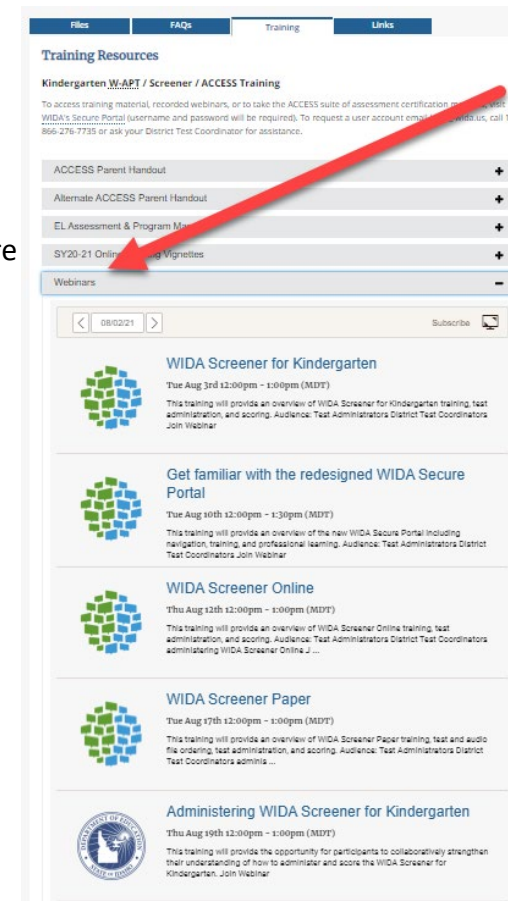 Files FAQs Training Links
Training Resources
Kindergarten W-APT / Screener / ACCESS Training
To access training material, recorded webinars, or to take the ACCESS suite of assessment certification visit
WIDA's Secure Portal (username and password will be required). To request a user account email wida.us, call 1
866-276-7735 or ask your District Test Coordinator for assistance.
ACCESS Parent Handout +
Alternate ACCESS Parent Handout +
EL Assessment & Program +
re
SY20-21 Vignettes +
Webinars -
< 08/02/21 > Subscribe
WIDA Screener for Kindergarten
Tue Aug 3rd 12:00pm - 1:00pm (MDT)
This training will provide an overview of WIDA Screener for Kindergarten training, test
administration, and scoring. Audience: Test Administrators District Test Coordinators
Join Webinar
Get familiar with the redesigned WIDA Secure
Portal
Tue Aug 10th 12:00pm - 1:30pm (MDT)
This training will provide an overview of the new WIDA Secure Portal including
navigation, training, and professional learning. Audience: Test Administrators District
Test Coordinators Join Webinar
WIDA Screener Online
Thu Aug 12th 12:00pm - 1:00pm (MDT)
This training will provide an overview of WIDA Screener Online training, test
administration, and scoring. Audience: Test Administrators District Test Coordinators
administering WIDA Screener Online J ...
WIDA Screener Paper
Tue Aug 17th 12:00pm - 1:00pm (MDT)
This training will provide an overview of WIDA Screener Paper training, test and audio
file ordering, test administration, and scoring. Audience: Test Administrators District
Test Coordinators adminis ...
DEPARTMENT OF EDUCATION
STATE OF IDAHO
Administering WIDA Screener for Kindergarten
Thu Aug 19th 12:00pm - 1:00pm (MDT)
This training will provide the opportunity for participants to collaboratively strengthen
their understanding of how to administer and score the WIDA Screener for
Kindergarten. Join Webinar